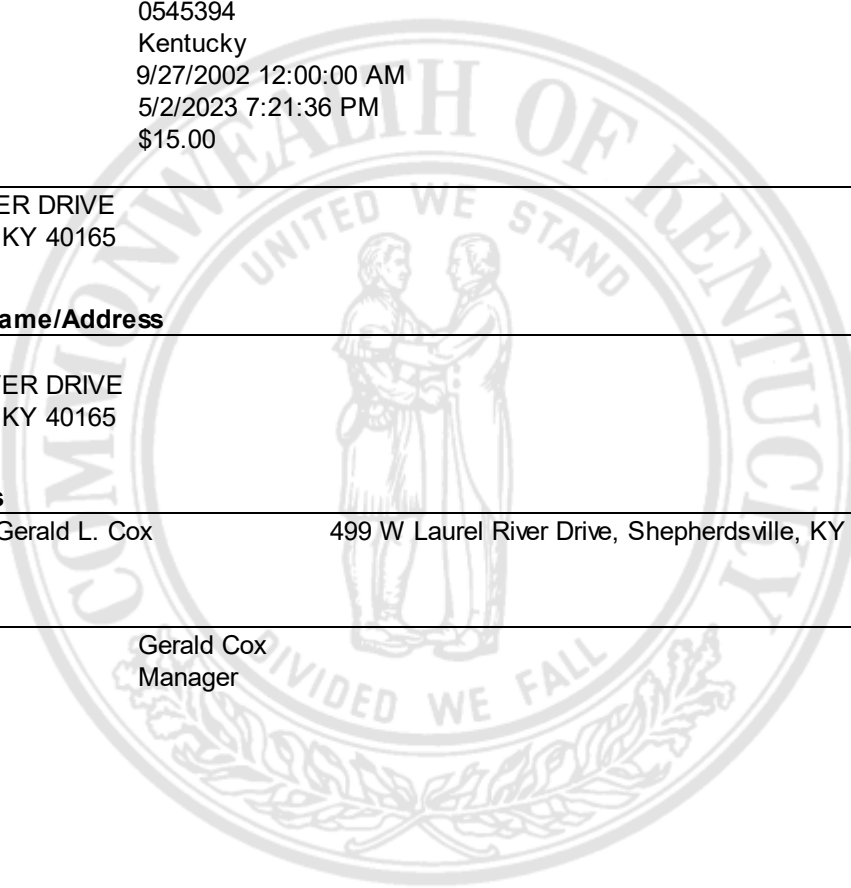 0545394
Kentucky
9/27/2002 12:00:00 AM
5/2/2023 7:21:36 PM
$15.00
ER DRIVE
KY 40165
ame/Address
ER DRIVE
KY 40165
s
Gerald L. Cox 499 W Laurel River Drive, Shepherdsville, KY
Gerald Cox
Manager
COMMONWEALTH OF KENTUCKY
UNITED WE STAND
DIVIDED WE FALL